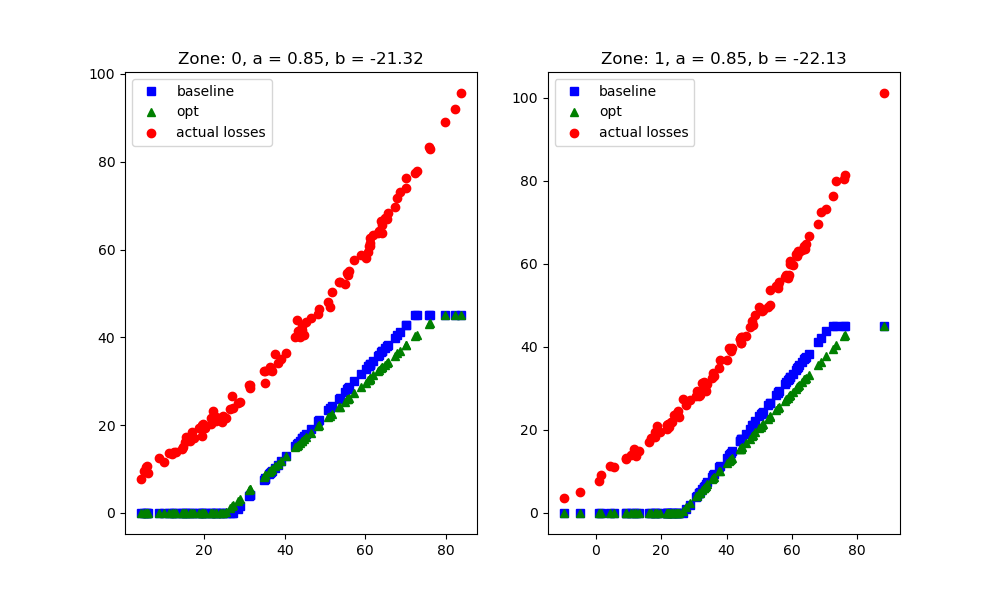 Zone: 0, a = 0.85, b = -21.32
baseline
opt
actual losses
100
80
60
40
20
0
20
40
60
80
Zone: 1, a = 0.85, b = -22.13
baseline
opt
actual losses
100
80
60
40
20
0
0
20
40
60
80